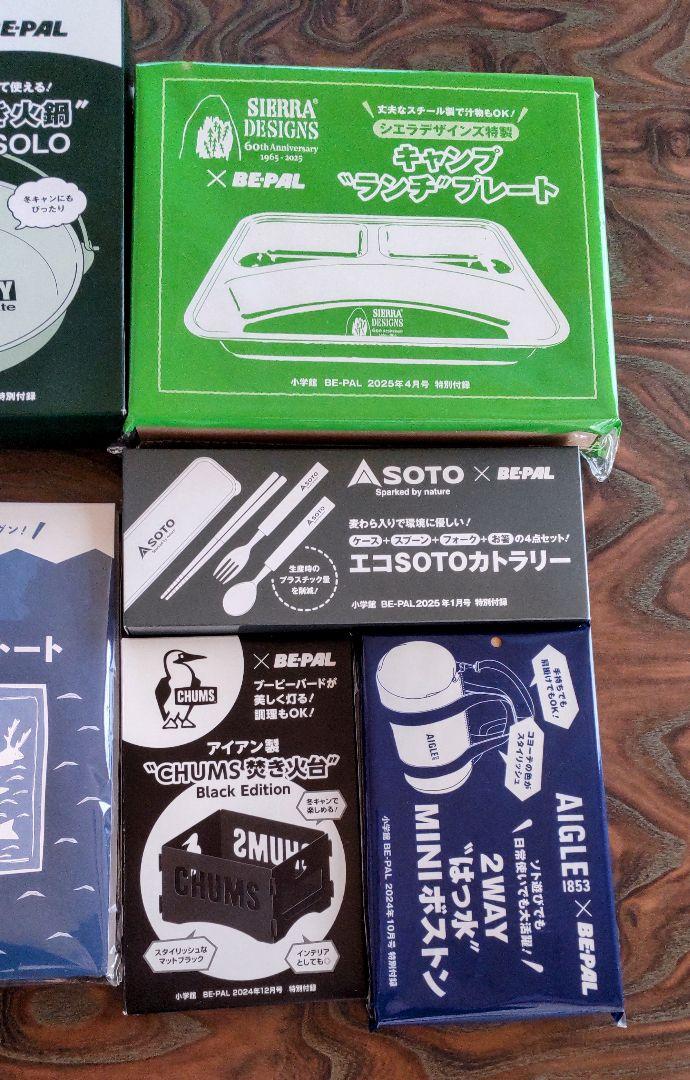 BE-PAL
て使える！
き火鍋"
SOLO
冬キャンにも
ぴったり
Y
te
特別付録
SIERRA®
DESIGNS
60th Anniversary
1965 - 2025
× BE-PAL
丈夫なスチール製で汁物もOK！
シエラデザインズ特製
キャンプ
"ランチ"プレート
SIERRA
DESIGNS
小学館 BE-PAL 2025年4月号 特別付録
SOTO × BE-PAL
Sparked by nature
SOTO
麦わら入りで環境に優しい！
ケース+スプーン+フォーク+お箸の4点セット！
エコSOTOカトラリー
生産時の
プラスチック量
を削減！
小学館 BE-PAL2025年1月号 特別付録
CHUMS
× BE-PAL
ブービーバードが
美しく灯る！
調理もOK！
アイアン製
"CHUMS 焚き火台"
Black Edition
冬キャンで
楽しめる！
CHUMS
CHUMS
スタイリッシュな
マットブラック
インテリア
としても◎
小学館 BE-PAL 2024年12月号 特別付録
AIGLE
1853
× BE-PAL
ソト遊びでも
日常使いでも大活躍！
2WAY
"はっ水"
MINIボストン
手持ちでも
肩掛けでもOK！
コヨーテの色が
スタイリッシュ
AIGLE
小学館 BE-PAL 2024年10月号 特別付録
ート